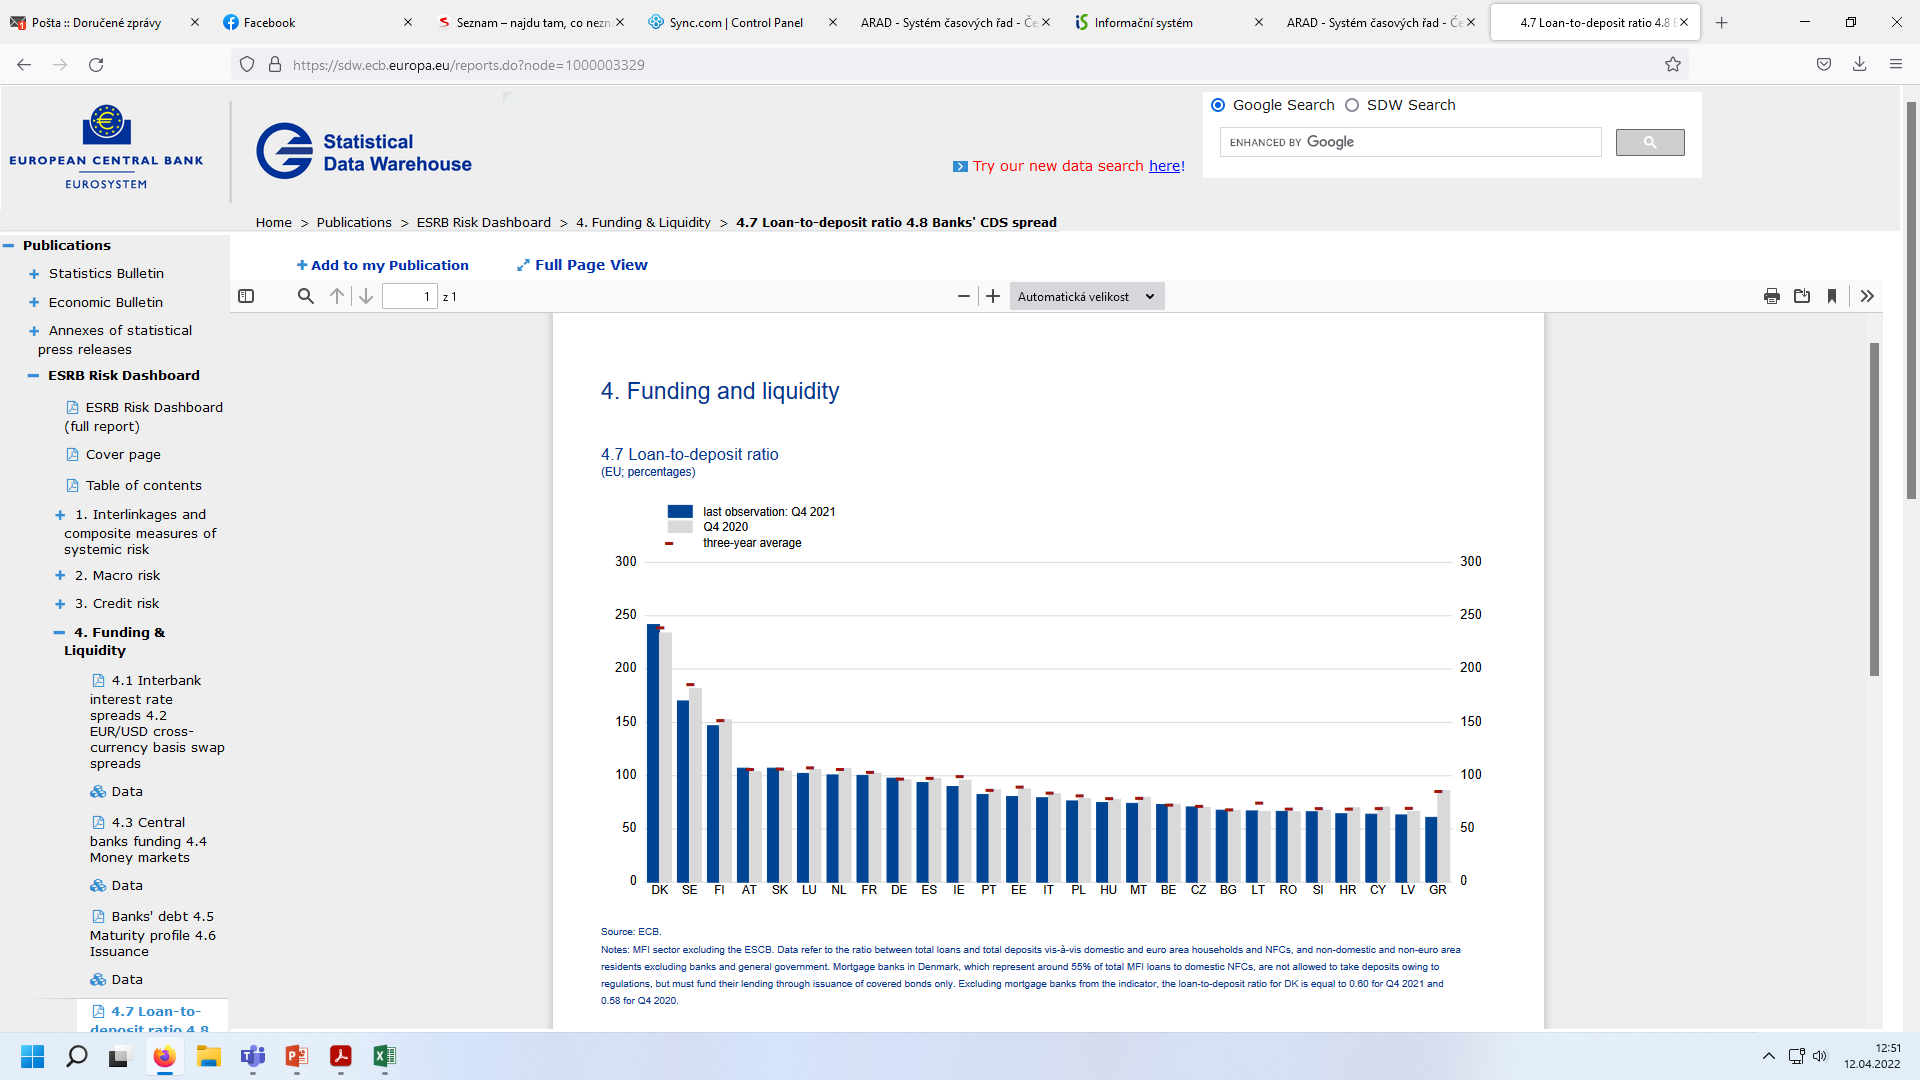 Pošta :: Doručené zprávy
Facebook
Seznam – najdu tam, co nezn
Sync.com | Control Panel
ARAD - Systém časových řad - Če
Informační systém
ARAD - Systém časových řad - Če
4.7 Loan-to-deposit ratio 4.8 B
https://sdw.ecb.europa.eu/reports.do?node=1000003329
EUROPEAN CENTRAL BANK
EUROSYSTEM
Statistical
Data Warehouse
Try our new data search here!
Google Search
SDW Search
ENHANCED BY Google
Home > Publications > ESRB Risk Dashboard > 4. Funding & Liquidity > 4.7 Loan-to-deposit ratio 4.8 Banks' CDS spread
Publications
Statistics Bulletin
Economic Bulletin
Annexes of statistical
press releases
ESRB Risk Dashboard
ESRB Risk Dashboard
(full report)
Cover page
Table of contents
1. Interlinkages and
composite measures of
systemic risk
2. Macro risk
3. Credit risk
4. Funding &
Liquidity
4.1 Interbank
interest rate
spreads 4.2
EUR/USD cross-
currency basis swap
spreads
Data
4.3 Central
banks funding 4.4
Money markets
Data
Banks' debt 4.5
Maturity profile 4.6
Issuance
Data
4.7 Loan-to-
deposit ratio 4.8
Add to my Publication
Full Page View
1
z 1
Automatická velikost
4. Funding and liquidity
4.7 Loan-to-deposit ratio
(EU; percentages)
last observation: Q4 2021
Q4 2020
three-year average
300 300
250 250
200 200
150 150
100 100
50 50
0 0
DK SE FI AT SK LU NL FR DE ES IE PT EE IT PL HU MT BE CZ BG LT RO SI HR CY LV GR
Source: ECB.
Notes: MFI sector excluding the ESCB. Data refer to the ratio between total loans and total deposits vis-à-vis domestic and euro area households and NFCs, and non-domestic and non-euro area
residents excluding banks and general government. Mortgage banks in Denmark, which represent around 55% of total MFI loans to domestic NFCs, are not allowed to take deposits owing to
regulations, but must fund their lending through issuance of covered bonds only. Excluding mortgage banks from the indicator, the loan-to-deposit ratio for DK is equal to 0.60 for Q4 2021 and
0.58 for Q4 2020.
12:51
12.04.2022